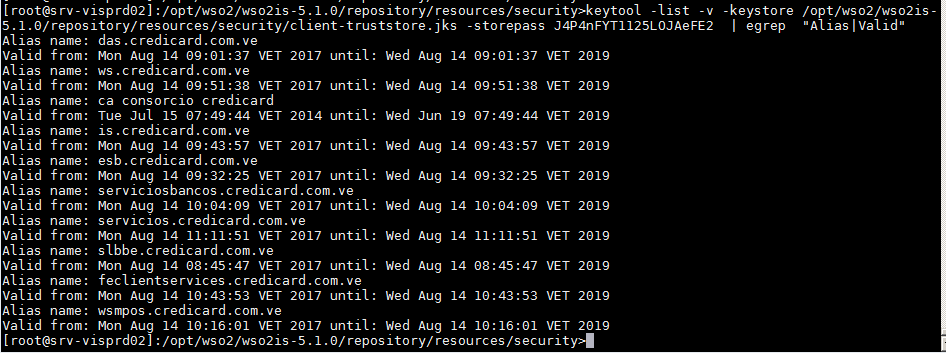 [root@srv-visprd02]:/opt/wso2/wso2is-5.1.0/repository/resources/security>keytool -list -v -keystore /opt/wso2/wso2is-
5.1.0/repository/resources/security/client-truststore.jks -storepass J4P4nFYT1125LOJAeFE2  | egrep  "Alias|Valid"
Alias name: das.credicard.com.ve
Valid from: Mon Aug 14 09:01:37 VET 2017 until: Wed Aug 14 09:01:37 VET 2019
Alias name: ws.credicard.com.ve
Valid from: Mon Aug 14 09:51:38 VET 2017 until: Wed Aug 14 09:51:38 VET 2019
Alias name: ca consorcio credicard
Valid from: Tue Jul 15 07:49:44 VET 2014 until: Wed Jun 19 07:49:44 VET 2019
Alias name: is.credicard.com.ve
Valid from: Mon Aug 14 09:43:57 VET 2017 until: Wed Aug 14 09:43:57 VET 2019
Alias name: esb.credicard.com.ve
Valid from: Mon Aug 14 09:32:25 VET 2017 until: Wed Aug 14 09:32:25 VET 2019
Alias name: serviciosbancos.credicard.com.ve
Valid from: Mon Aug 14 10:04:09 VET 2017 until: Wed Aug 14 10:04:09 VET 2019
Alias name: servicios.credicard.com.ve
Valid from: Mon Aug 14 11:11:51 VET 2017 until: Wed Aug 14 11:11:51 VET 2019
Alias name: slbbe.credicard.com.ve
Valid from: Mon Aug 14 08:45:47 VET 2017 until: Wed Aug 14 08:45:47 VET 2019
Alias name: feclientservices.credicard.com.ve
Valid from: Mon Aug 14 10:43:53 VET 2017 until: Wed Aug 14 10:43:53 VET 2019
Alias name: wsmpos.credicard.com.ve
Valid from: Mon Aug 14 10:16:01 VET 2017 until: Wed Aug 14 10:16:01 VET 2019
[root@srv-visprd02]:/opt/wso2/wso2is-5.1.0/repository/resources/security>